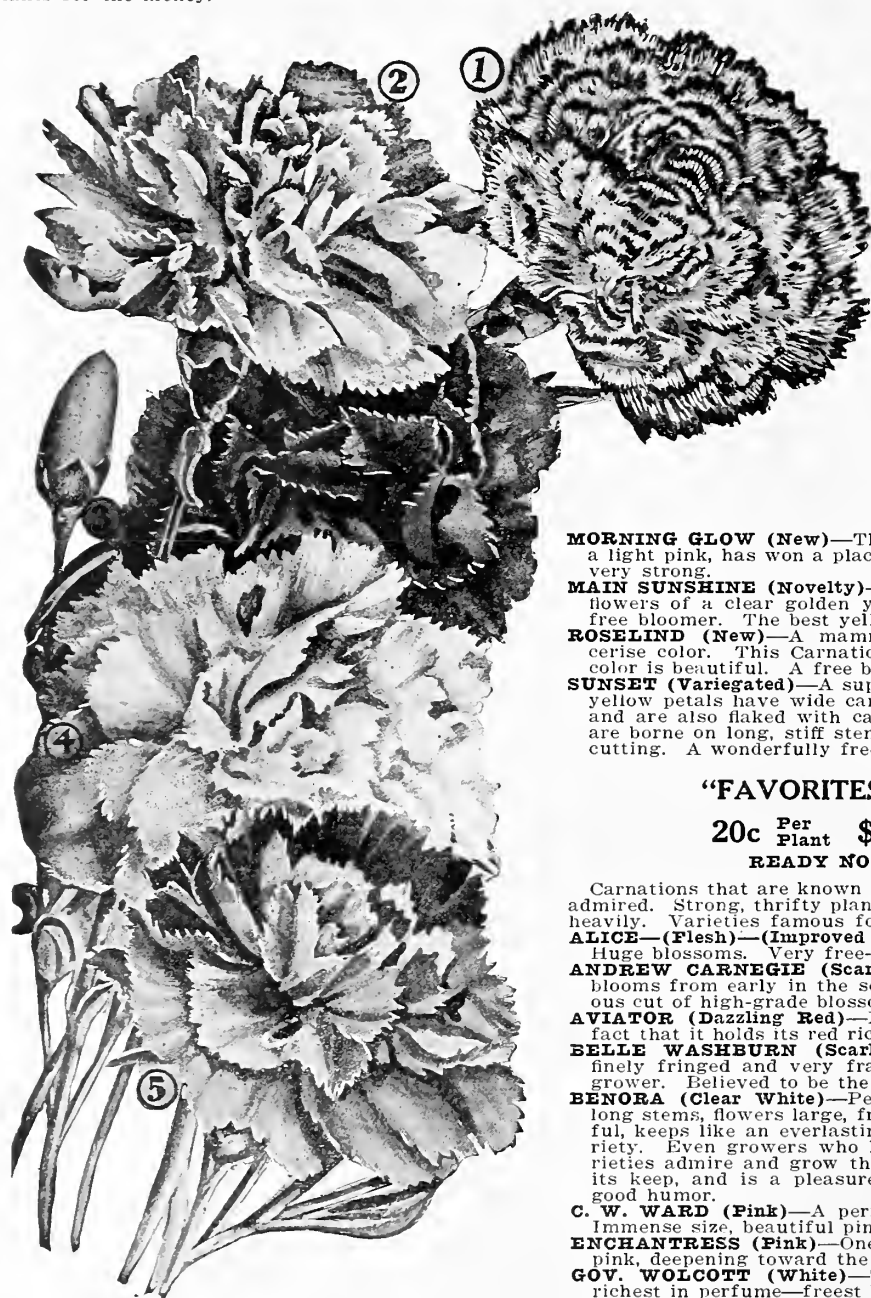 for the money.
2
1
3
4
5
MORNING GLOW (New)—Th
a light pink, has won a plac
very strong.
MAIN SUNSHINE (Novelty)-
flowers of a clear golden y
free bloomer. The best yel
ROSELIND (New)—A mamm
cerise color. This Carnatio
color is beautiful. A free b
SUNSET (Variegated)—A sup
yellow petals have wide car
and are also flaked with ca
are borne on long, stiff ster
cutting. A wonderfully fre
"FAVORITES
20c Per Plant $
READY NO
Carnations that are known
admired. Strong, thrifty plan
heavily. Varieties famous fo
ALICE—(Flesh)—(Improved
Huge blossoms. Very free-
ANDREW CARNEGIE (Scar
blooms from early in the se
ous cut of high-grade blosso
AVIATOR (Dazzling Red)—
fact that it holds its red ric
BELLE WASHBURN (Scarl
finely fringed and very fra
grower. Believed to be the
BENORA (Clear White)—Pe
long stems, flowers large, fr
ful, keeps like an everlastin
riety. Even growers who
rieties admire and grow th
its keep, and is a pleasure
good humor.
C. W. WARD (Pink)—A per
Immense size, beautiful pin
ENCHANTRESS (Pink)—One
pink, deepening toward the
GOV. WOLCOTT (White)—
richest in perfume—freest